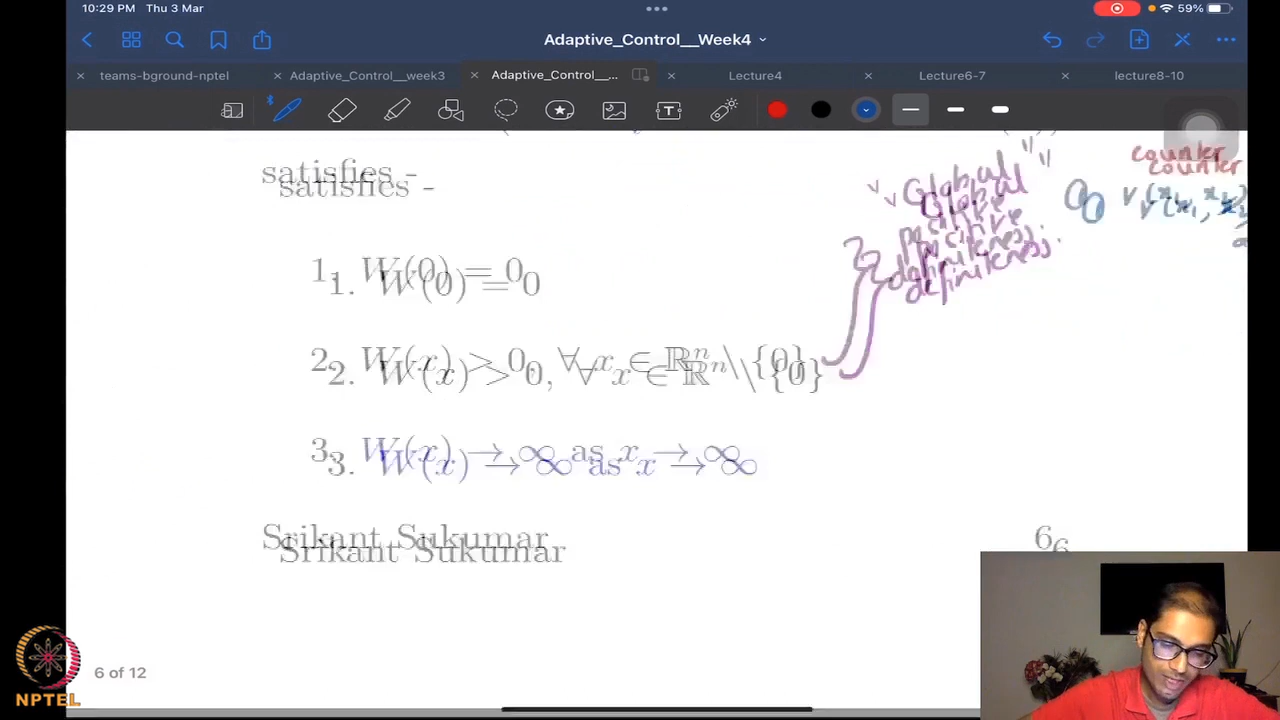 10:29 PM Thu 3 Mar
59%
Adaptive_Control__Week4
teams-bground-nptel
Adaptive_Control__week3
Adaptive_Control__...
Lecture4
Lecture6-7
lecture8-10
satisfies -
"Global"
positive
definiteness.
counter
1. W(0) = 0
2. W(x) > 0, ∀ x ∈ ℝⁿ\{0}
3. W(x) → ∞ as x → ∞
Srikant Sukumar
6
6 of 12
NPTEL